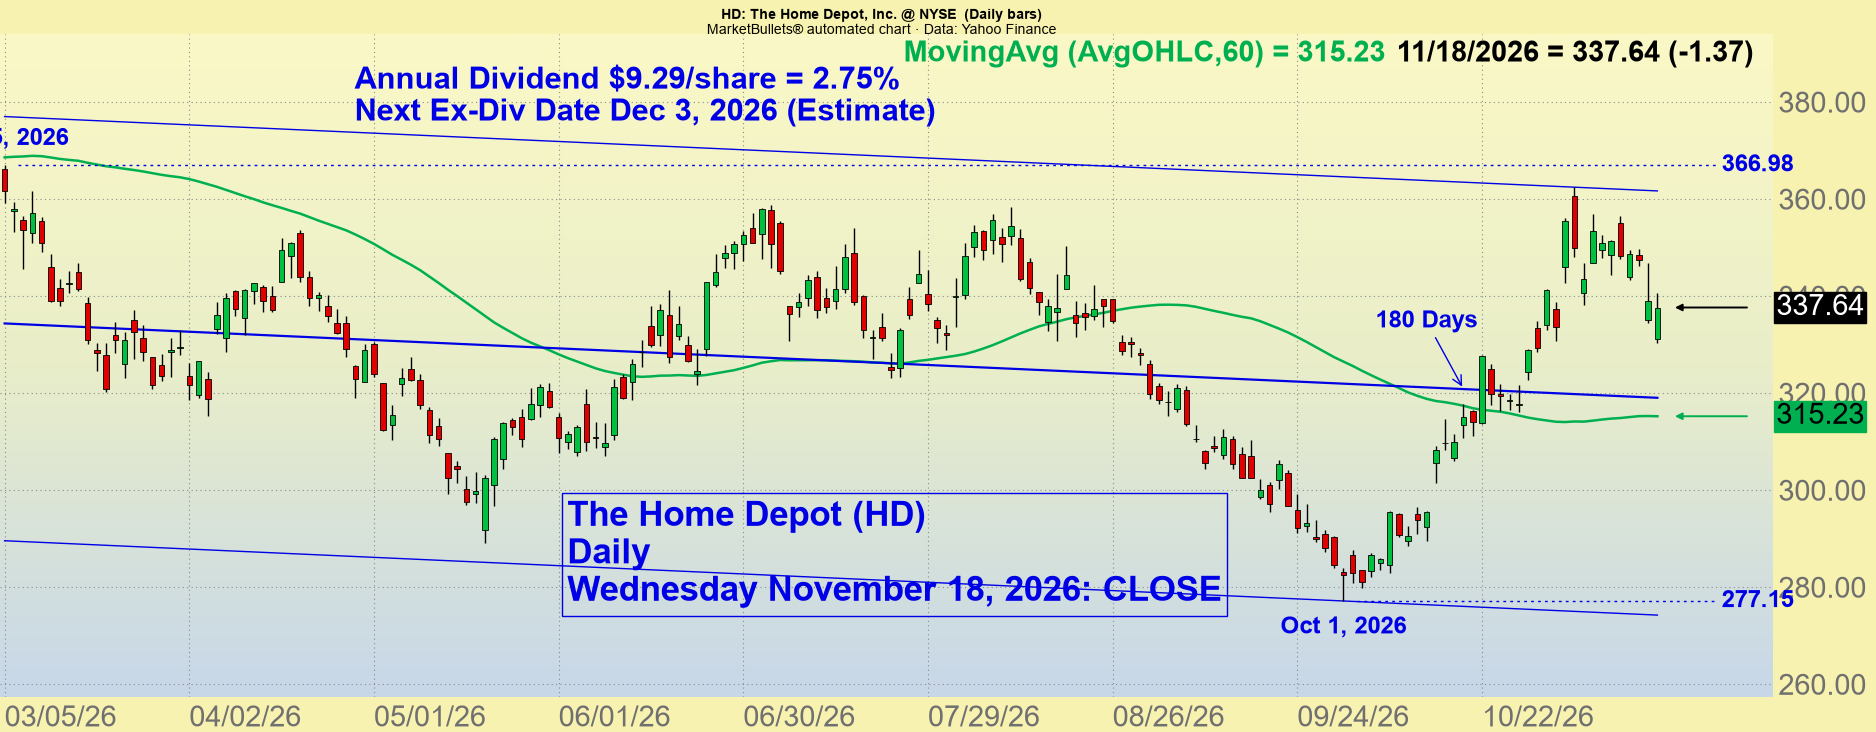 HD: The Home Depot, Inc. @ NYSE (Daily bars)
MarketBullets® automated chart · Data: Yahoo Finance
MovingAvg (AvgOHLC,60) = 315.23 11/18/2026 = 337.64 (-1.37)
Annual Dividend $9.29/share = 2.75%
Next Ex-Div Date Dec 3, 2026 (Estimate)
380.00
5, 2026
366.98
360.00
340.00
337.64
180 Days
320.00
315.23
The Home Depot (HD)
Daily
Wednesday November 18, 2026: CLOSE
300.00
280.00
277.15
Oct 1, 2026
260.00
03/05/26 04/02/26 05/01/26 06/01/26 06/30/26 07/29/26 08/26/26 09/24/26 10/22/26